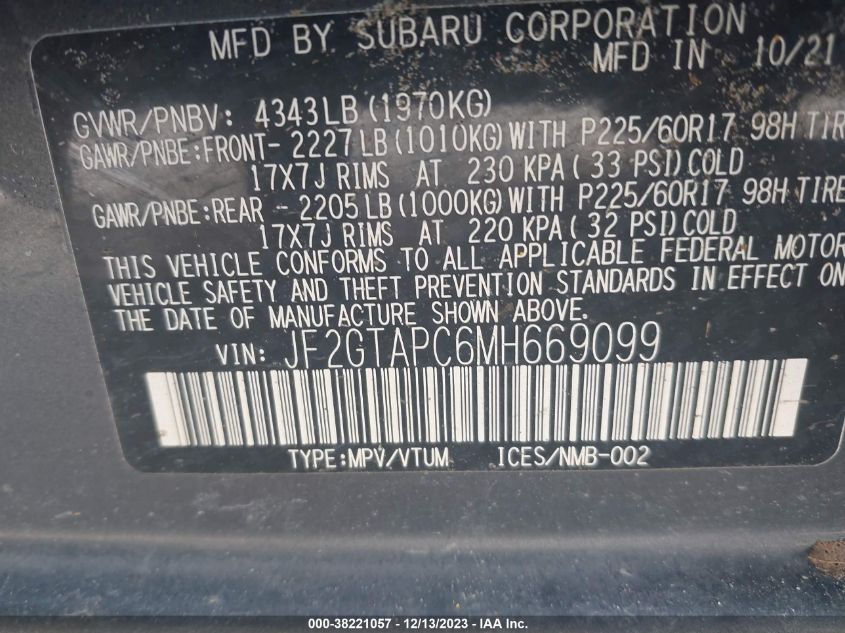 MFD BY SUBARU CORPORATION
MFD IN 10/21
GVWR/PNBV: 4343LB (1970KG)
GAWR/PNBE:FRONT- 2227LB(1010KG)WITH P225/60R17 98H TIRE
17X7J RIMS AT 230 KPA( 33 PSI)COLD
GAWR/PNBE:REAR - 2205LB(1000KG)WITH P225/60R17 98H TIRE
17X7J RIMS AT 220 KPA( 32 PSI)COLD
THIS VEHICLE CONFORMS TO ALL APPLICABLE FEDERAL MOTOR
VEHICLE SAFETY AND THEFT PREVENTION STANDARDS IN EFFECT ON
THE DATE OF MANUFACTURE SHOWN ABOVE.
VIN: JF2GTAPC6MH669099
TYPE:MPV/VTUM ICES/NMB-002
000-38221057 - 12/13/2023 - IAA Inc.